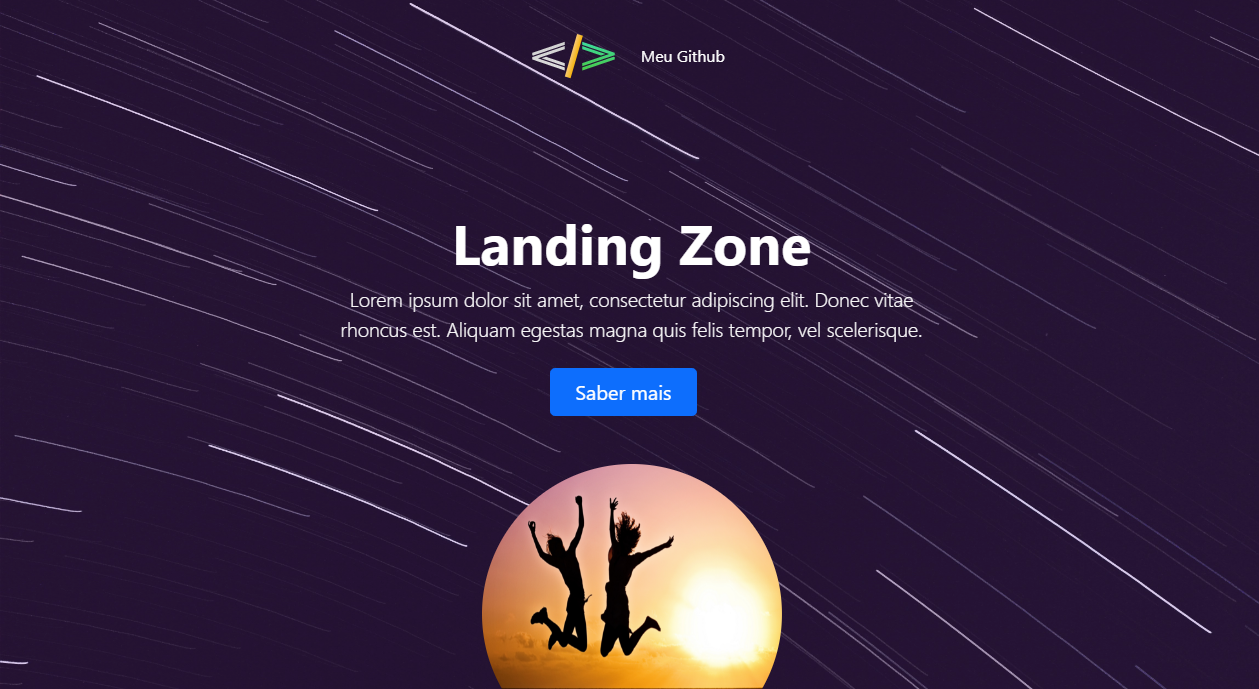 </>
Meu Github
Landing Zone
Lorem ipsum dolor sit amet, consectetur adipiscing elit. Donec vitae
rhoncus est. Aliquam egestas magna quis felis tempor, vel scelerisque.
Saber mais